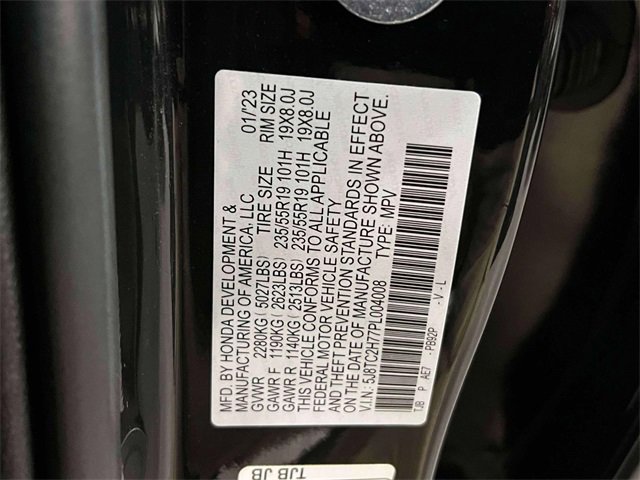 MFD. BY HONDA DEVELOPMENT &
MANUFACTURING OF AMERICA, LLC 01/'23
GVWR 2280KG( 5027LBS) TIRE SIZE RIM SIZE
GAWR F 1190KG( 2623LBS) 235/55R19 101H 19X8.0J
GAWR R 1140KG( 2513LBS) 235/55R19 101H 19X8.0J
THIS VEHICLE CONFORMS TO ALL APPLICABLE
FEDERAL MOTOR VEHICLE SAFETY
AND THEFT PREVENTION STANDARDS IN EFFECT
ON THE DATE OF MANUFACTURE SHOWN ABOVE.
V.I.N.: 5J8TC2H77PL004008 TYPE: MPV
TJB P AE7 -PB92P -V-L
TJB JB